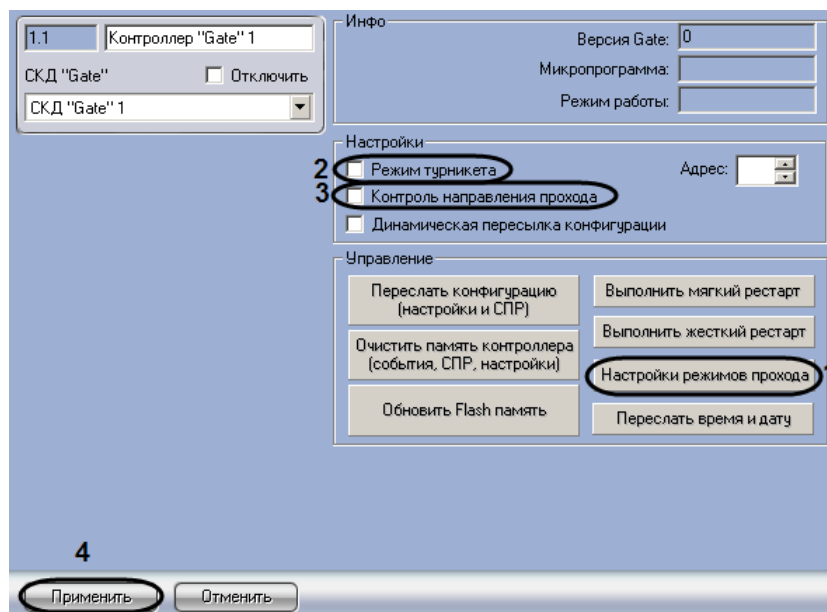 1.1
Контроллер "Gate" 1
СКД "Gate"
Отключить
СКД "Gate" 1
Инфо
Версия Gate: 0
Микропрограмма:
Режим работы:
Настройки
2 Режим турникета
Адрес:
3 Контроль направления прохода
Динамическая пересылка конфигурации
Управление
Переслать конфигурацию
(настройки и СПР)
Очистить память контроллера
(события, СПР, настройки)
Обновить Flash память
Выполнить мягкий рестарт
Выполнить жесткий рестарт
Настройки режимов прохода
Переслать время и дату
4
Применить
Отменить